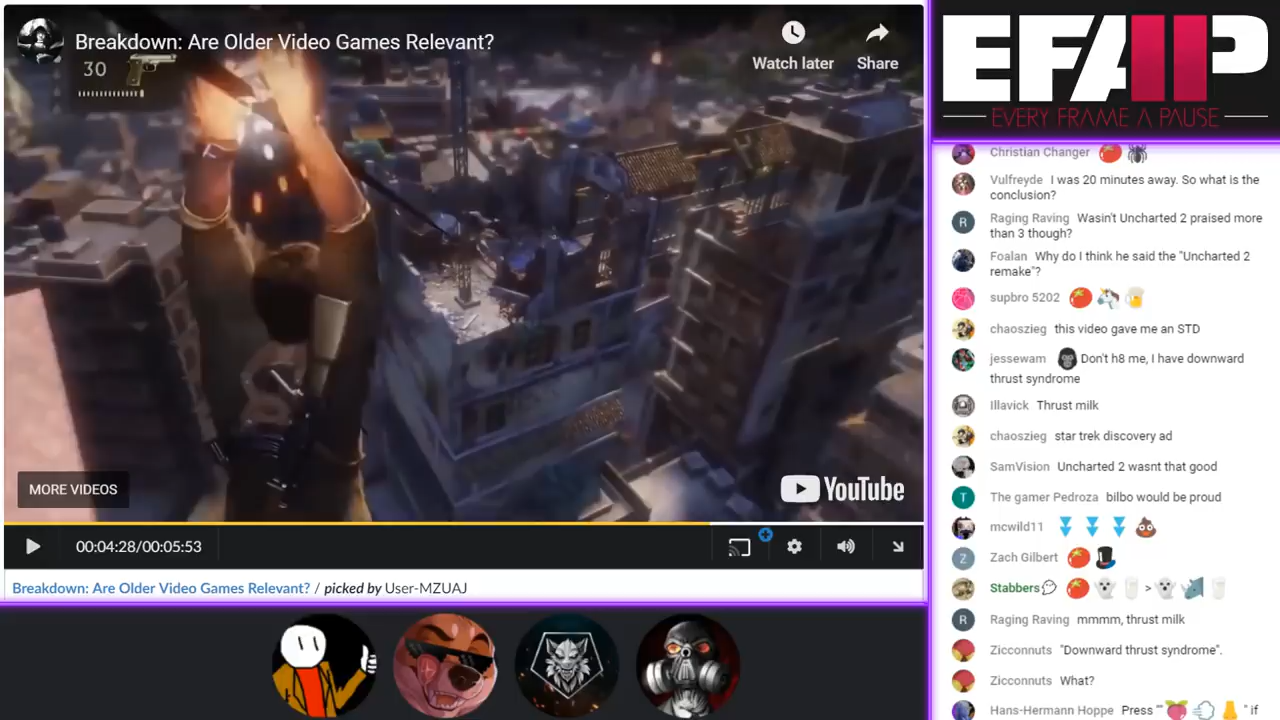 Breakdown: Are Older Video Games Relevant?
Watch later
Share
30
MORE VIDEOS
YouTube
00:04:28/00:05:53
Breakdown: Are Older Video Games Relevant? / picked by User-MZUAJ
EFAP
EVERY FRAME A PAUSE
Christian Changer
Vulfreyde I was 20 minutes away. So what is the
conclusion?
R
Raging Raving Wasn't Uncharted 2 praised more
than 3 though?
Foalan Why do I think he said the "Uncharted 2
remake"?
supbro 5202
chaoszieg this video gave me an STD
jessewam Don't h8 me, I have downward
thrust syndrome
Illavick Thrust milk
chaoszieg star trek discovery ad
SamVision Uncharted 2 wasnt that good
T
The gamer Pedroza bilbo would be proud
mcwild11
Z
Zach Gilbert
Stabbers >
R
Raging Raving mmmm, thrust milk
Zicconnuts "Downward thrust syndrome".
Zicconnuts What?
Hans-Hermann Hoppe Press "" " if